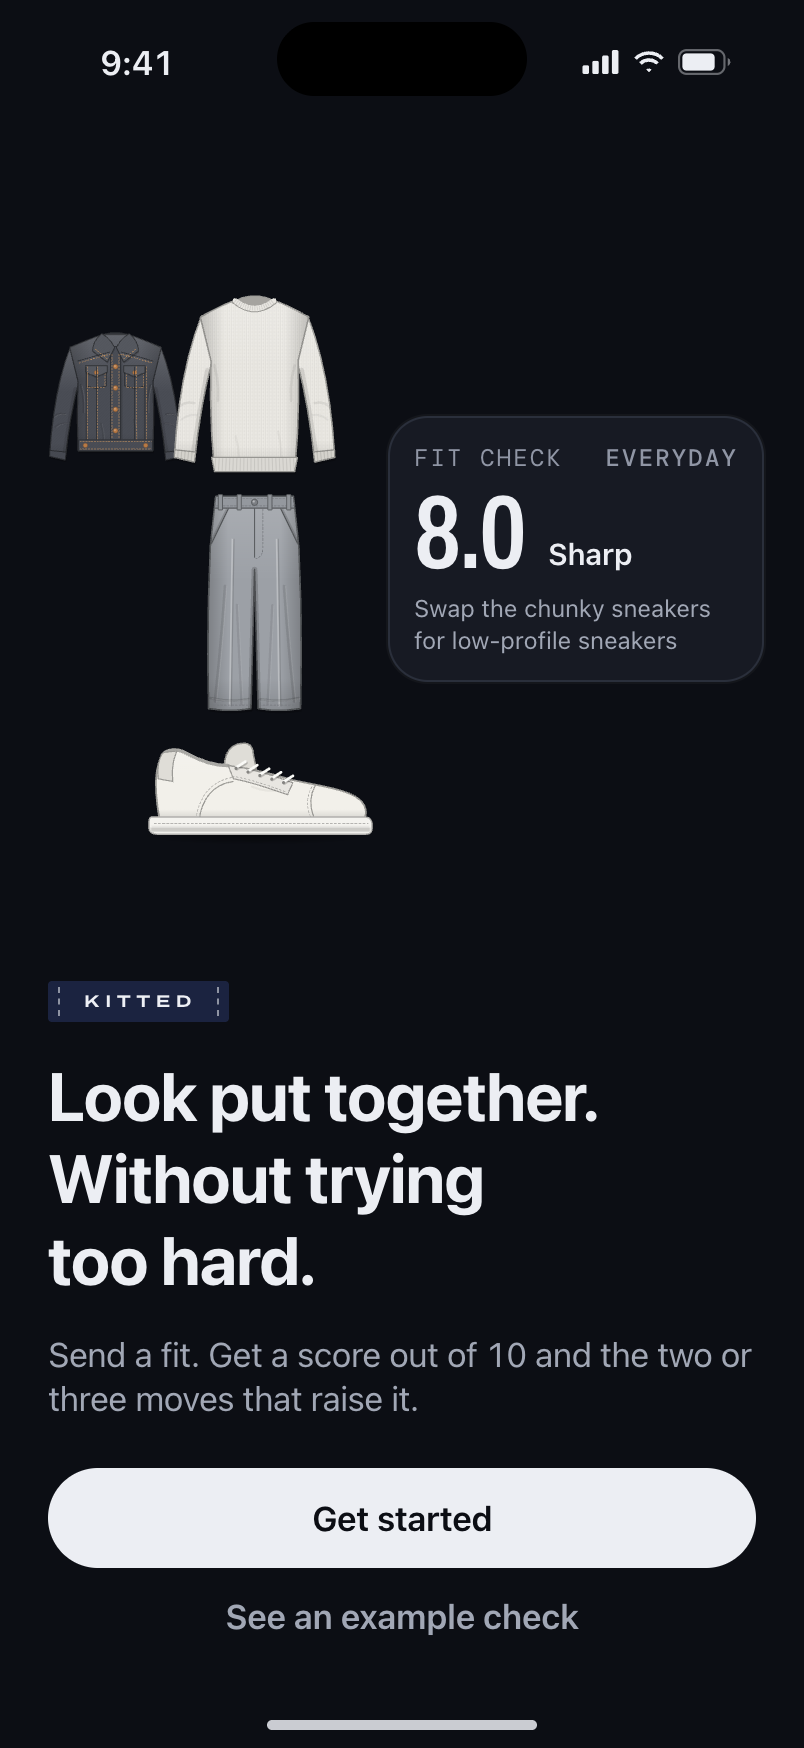 9:41
FIT CHECK EVERYDAY
8.0 Sharp
Swap the chunky sneakers
for low-profile sneakers
KITTED
Look put together.
Without trying
too hard.
Send a fit. Get a score out of 10 and the two or
three moves that raise it.
Get started
See an example check